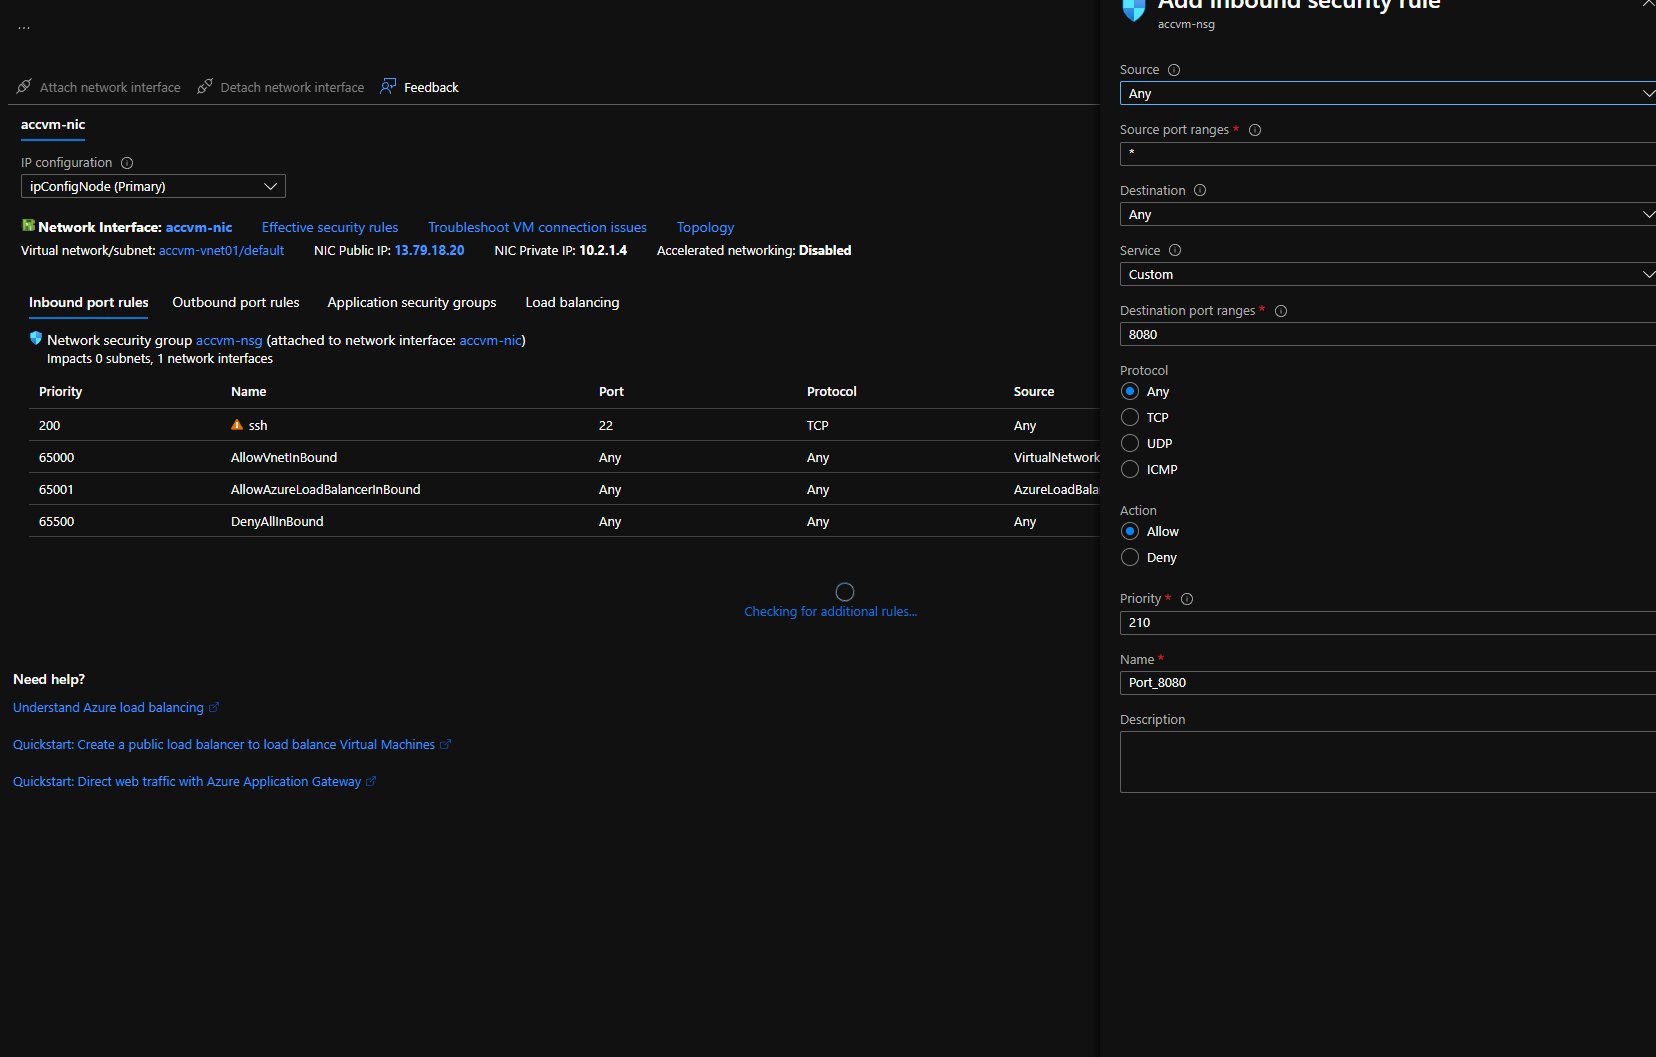 ...
Attach network interface Detach network interface Feedback
accvm-nic
IP configuration
ipConfigNode (Primary)
Network Interface: accvm-nic Effective security rules Troubleshoot VM connection issues Topology
Virtual network/subnet: accvm-vnet01/default NIC Public IP: 13.79.18.20 NIC Private IP: 10.2.1.4 Accelerated networking: Disabled
Inbound port rules Outbound port rules Application security groups Load balancing
Network security group accvm-nsg (attached to network interface: accvm-nic)
Impacts 0 subnets, 1 network interfaces
Priority Name Port Protocol Source
200 ssh 22 TCP Any
65000 AllowVnetInBound Any Any VirtualNetwork
65001 AllowAzureLoadBalancerInBound Any Any AzureLoadBala
65500 DenyAllInBound Any Any Any
Checking for additional rules...
Need help?
Understand Azure load balancing
Quickstart: Create a public load balancer to load balance Virtual Machines
Quickstart: Direct web traffic with Azure Application Gateway
Add inbound security rule
accvm-nsg
Source
Any
Source port ranges *
*
Destination
Any
Service
Custom
Destination port ranges *
8080
Protocol
Any
TCP
UDP
ICMP
Action
Allow
Deny
Priority *
210
Name *
Port_8080
Description